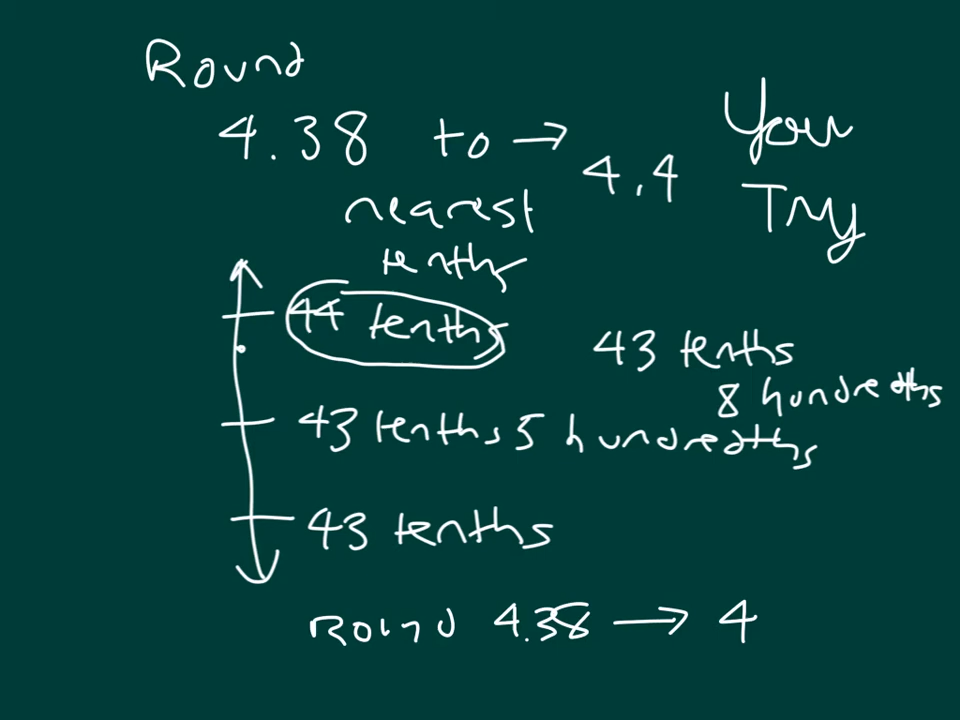 Round
4.38 to → 4.4
nearest
tenths
You
Try
44 tenths
43 tenths
8 hundredths
43 tenths 5 hundredths
43 tenths
Round 4.38 → 4